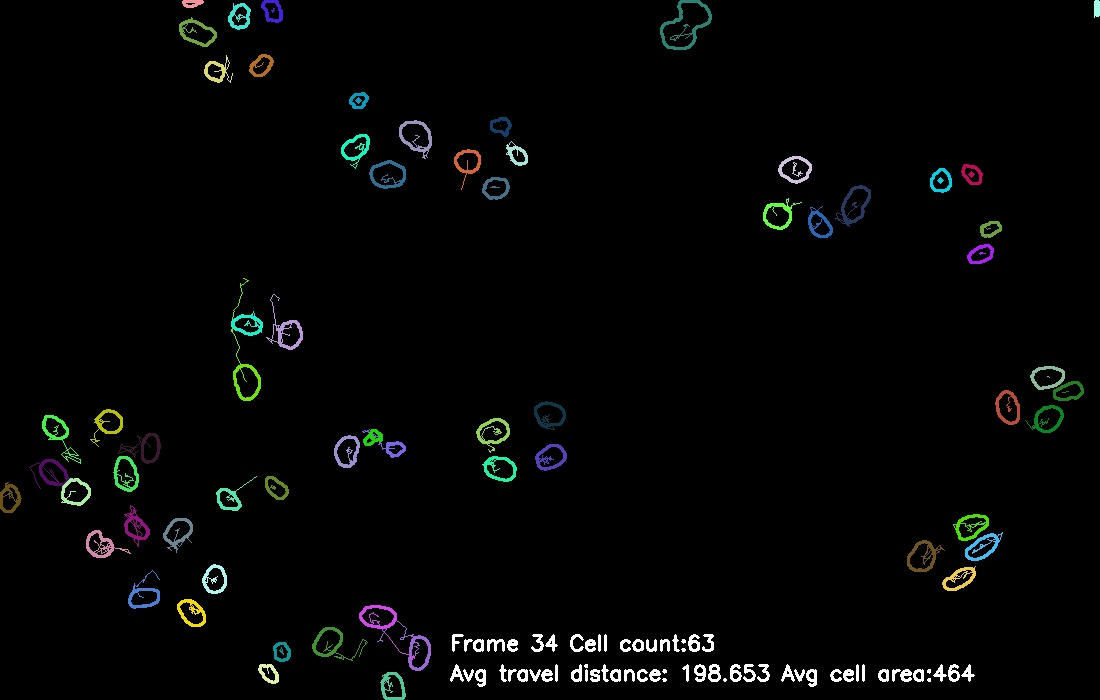 Frame 34 Cell count:63
Avg travel distance: 198.653 Avg cell area:464